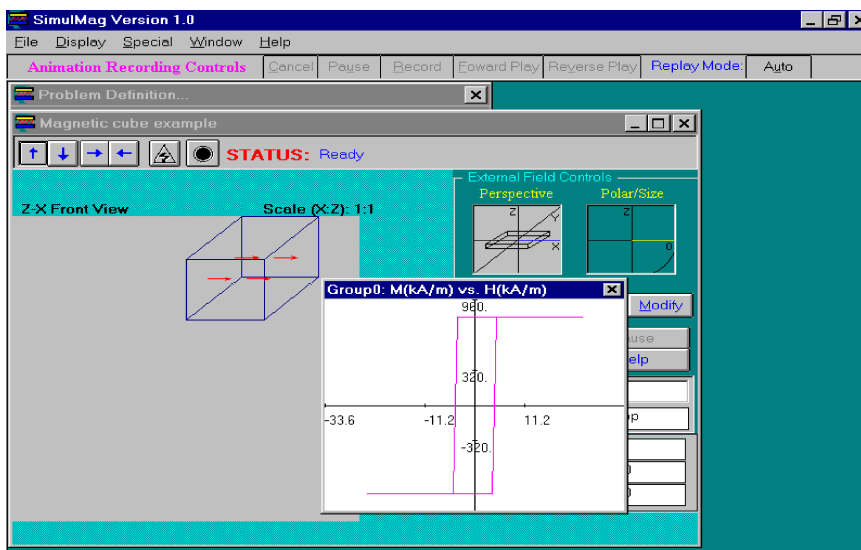 SimulMag Version 1.0
File Display Special Window Help
Animation Recording Controls Cancel Pause Record Foward Play Reverse Play Replay Mode: Auto
Problem Definition...
Magnetic cube example
STATUS: Ready
External Field Controls
Perspective Polar/Size
Z-X Front View Scale (X:Z): 1:1
Z Y X
Z 0
Group0: M(kA/m) vs. H(kA/m)
Modify
use
elp
p
320.
-33.6 -11.2 11.2
-320.